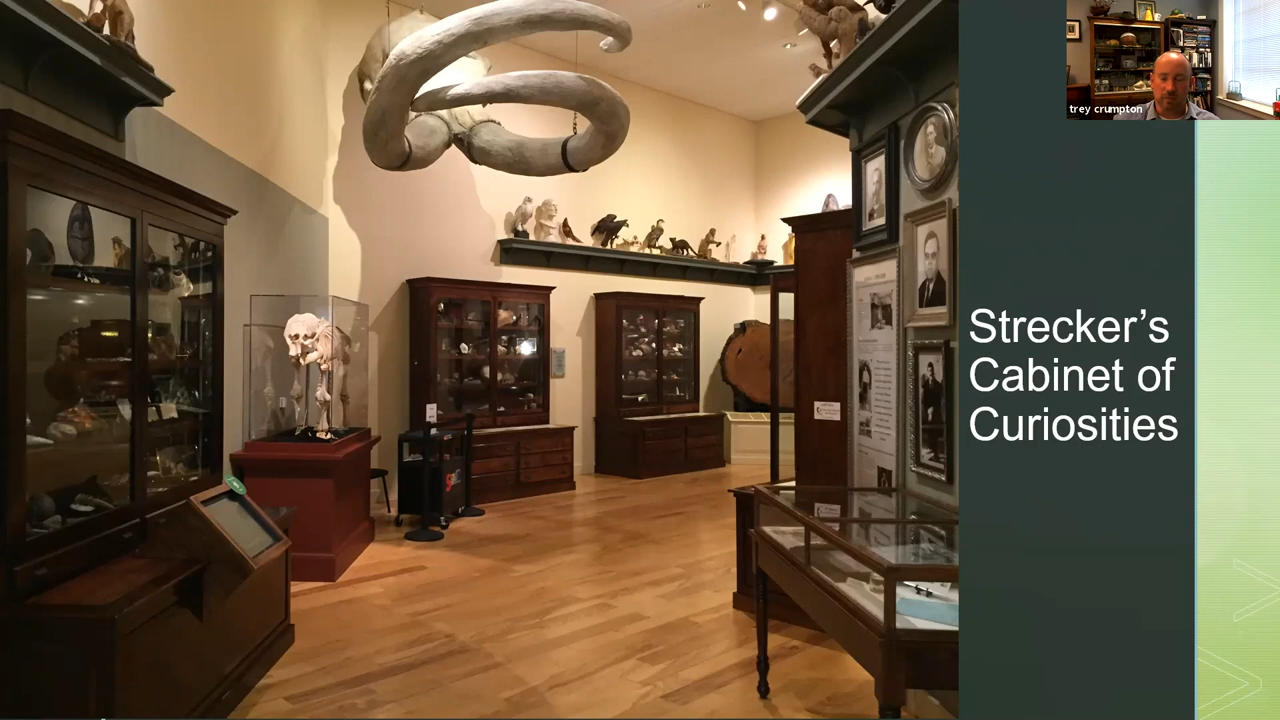 trey crumpton
Strecker’s
Cabinet of
Curiosities